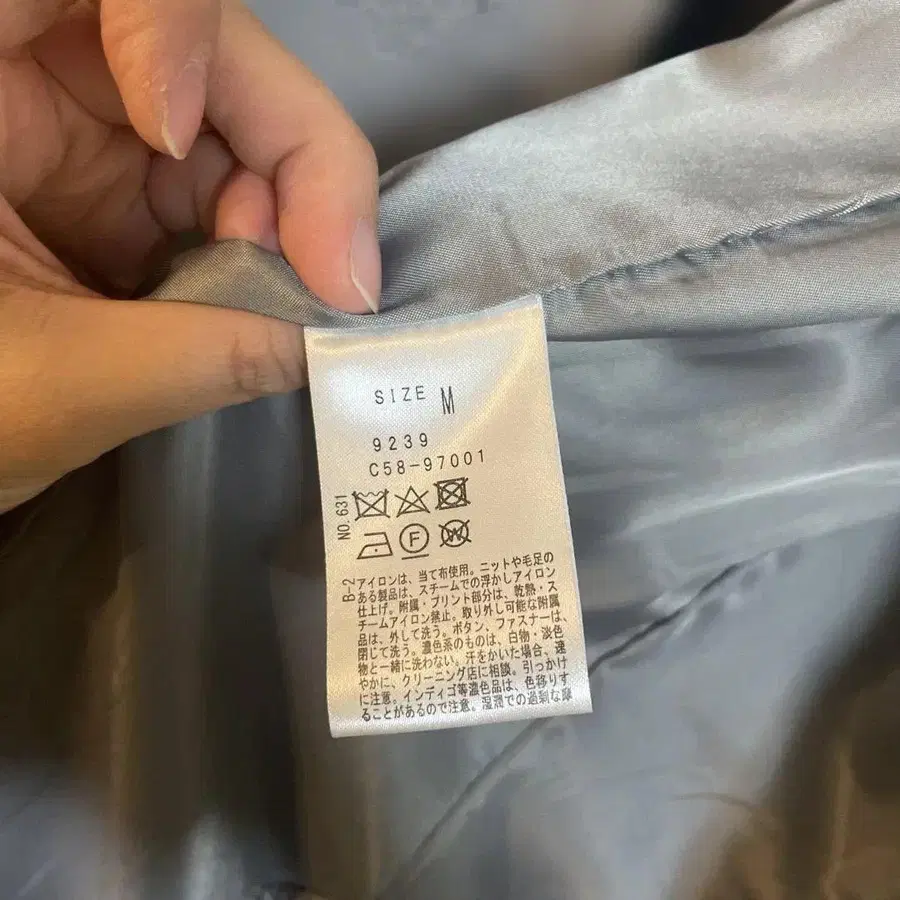 SIZE M
9239
C58-97001
NO. 631
F
W
B-2
アイロンは、当て布使用。ニットや毛足の
ある製品は、スチームでの浮かしアイロン
仕上げ。附属・プリント部分は、乾熱・ス
チームアイロン禁止。取り外し可能な附属
品は、外して洗う。ボタン、ファスナーは、
閉じて洗う。濃色系のものは、白物・淡色
物と一緒に洗わない。汗をかいた場合、速
やかに、クリーニング店に相談。引っかけ
に注意。インディゴ等濃色品は、色移りす
ることがあるので注意。湿潤での過剰な摩